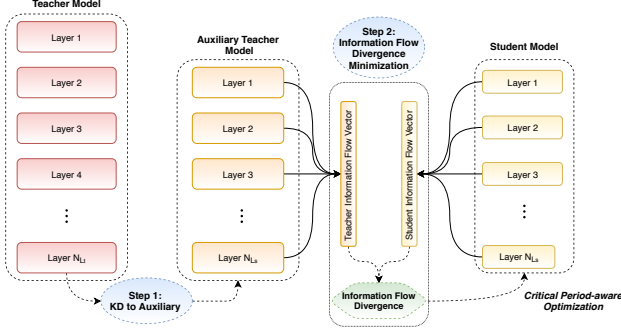 Teacher Model
Layer 1
Layer 2
Layer 3
Layer 4
⋮
Layer N_Lt
Step 1:
KD to Auxiliary
Auxiliary Teacher
Model
Layer 1
Layer 2
Layer 3
⋮
Layer N_Ls
Step 2:
Information Flow
Divergence
Minimization
Teacher Information Flow Vector
Student Information Flow Vector
Information Flow
Divergence
Student Model
Layer 1
Layer 2
Layer 3
⋮
Layer N_Ls
Critical Period-aware
Optimization